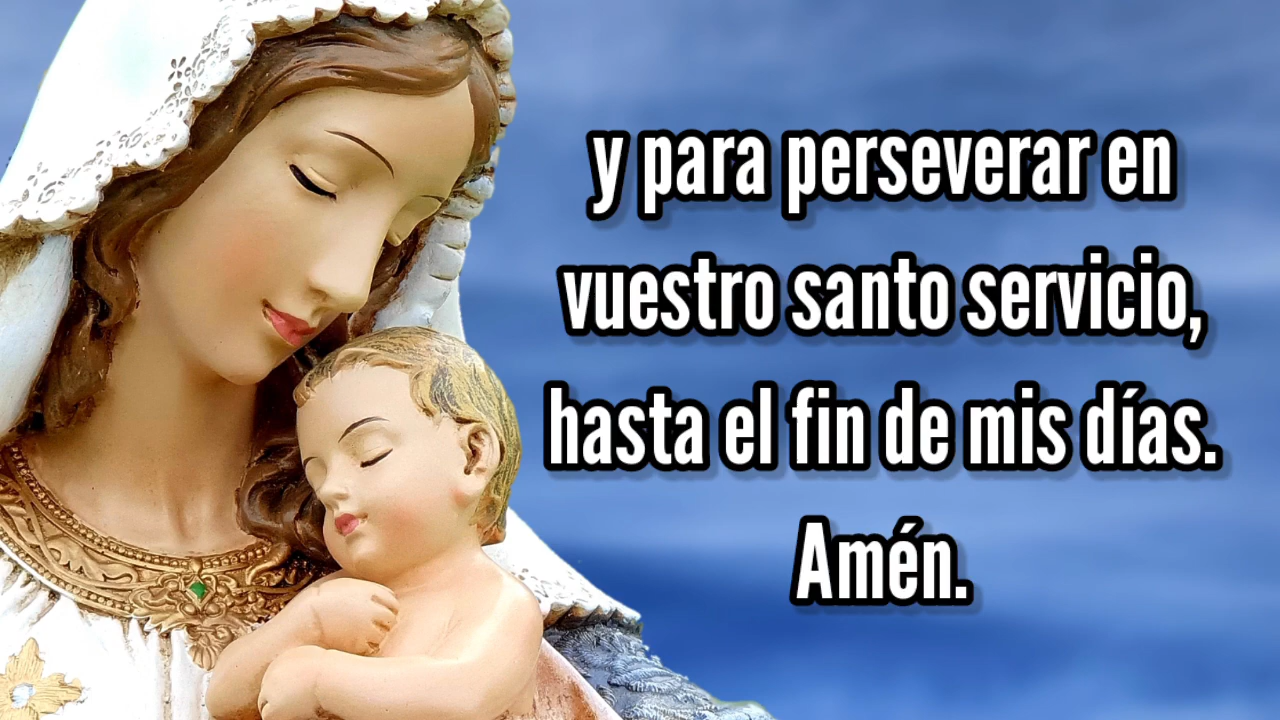 y para perseverar en
vuestro santo servicio,
hasta el fin de mis días.
Amén.